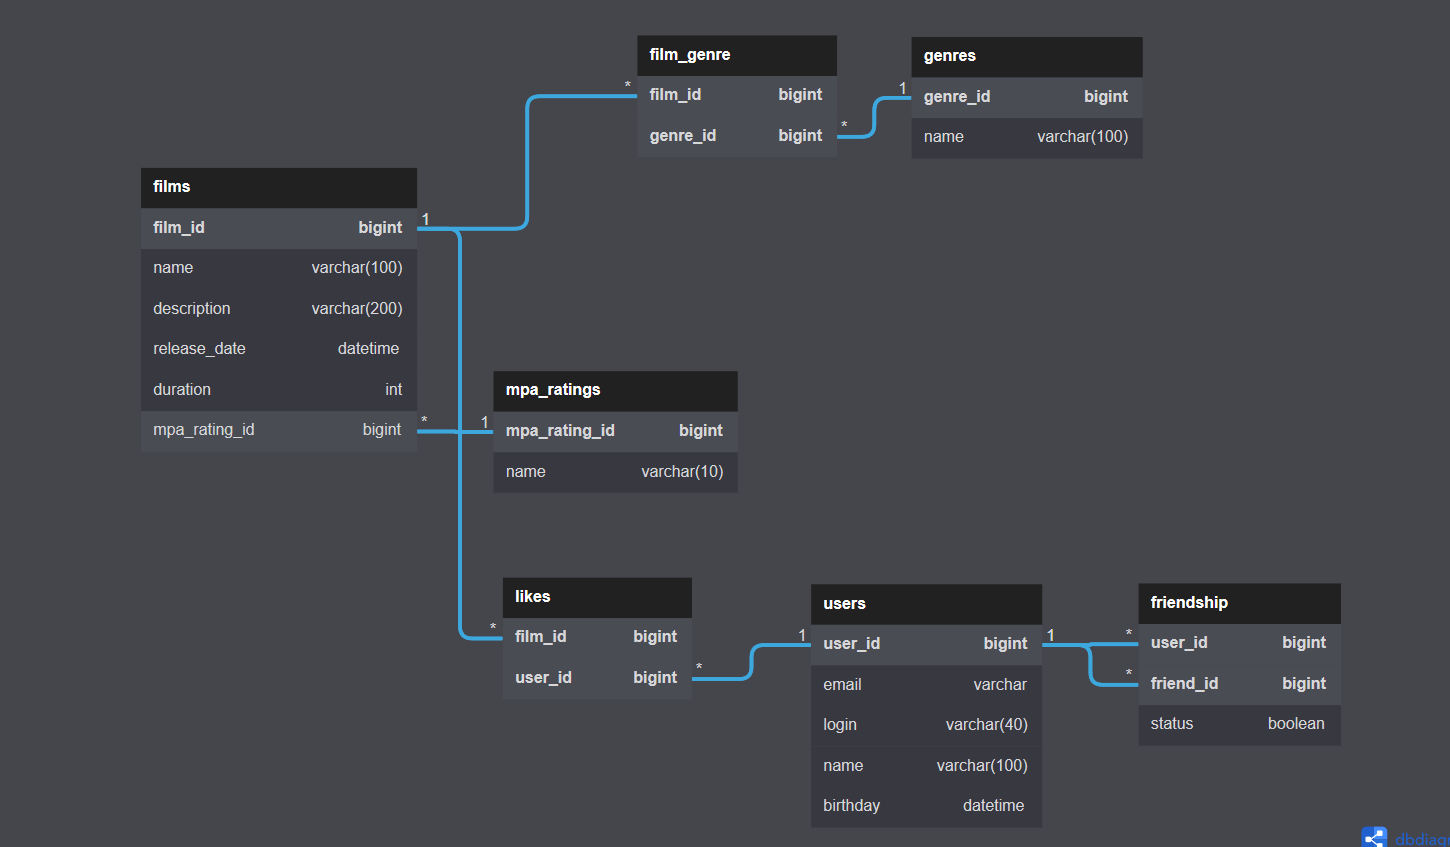 film_genre
* film_id bigint
genre_id bigint *
genres
1 genre_id bigint
name varchar(100)
films
film_id bigint 1
name varchar(100)
description varchar(200)
release_date datetime
duration int
mpa_rating_id bigint *
mpa_ratings
1 mpa_rating_id bigint
name varchar(10)
likes
* film_id bigint
user_id bigint *
users
1 user_id bigint 1
email varchar
login varchar(40)
name varchar(100)
birthday datetime
friendship
* user_id bigint
* friend_id bigint
status boolean